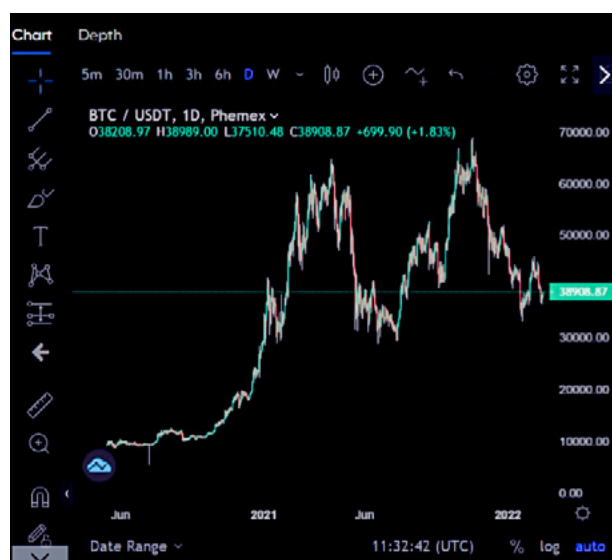 Chart Depth
5m 30m 1h 3h 6h D W
BTC / USDT, 1D, Phemex
O38208.97 H38989.00 L37510.48 C38908.87 +699.90 (+1.83%)
70000.00
60000.00
50000.00
38908.87
30000.00
20000.00
10000.00
0.00
Jun 2021 Jun 2022
Date Range 11:32:42 (UTC) % log auto